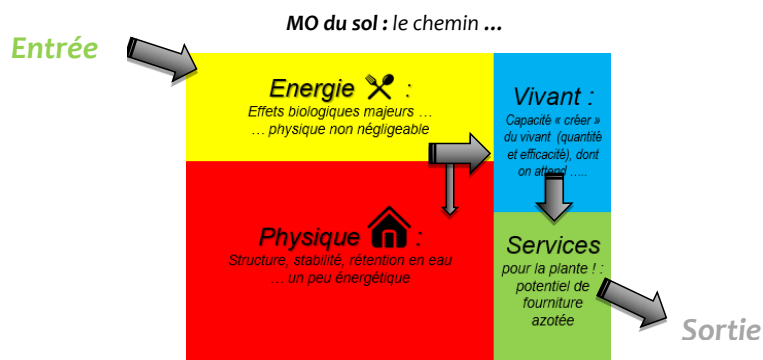 MO du sol : le chemin ...
Entrée
Energie :
Effets biologiques majeurs ...
... physique non négligeable
Vivant :
Capacité « créer »
du vivant (quantité
et efficacité), dont
on attend .....
Physique :
Structure, stabilité, rétention en eau
... un peu énergétique
Services
pour la plante ! :
potentiel de
fourniture
azotée
Sortie